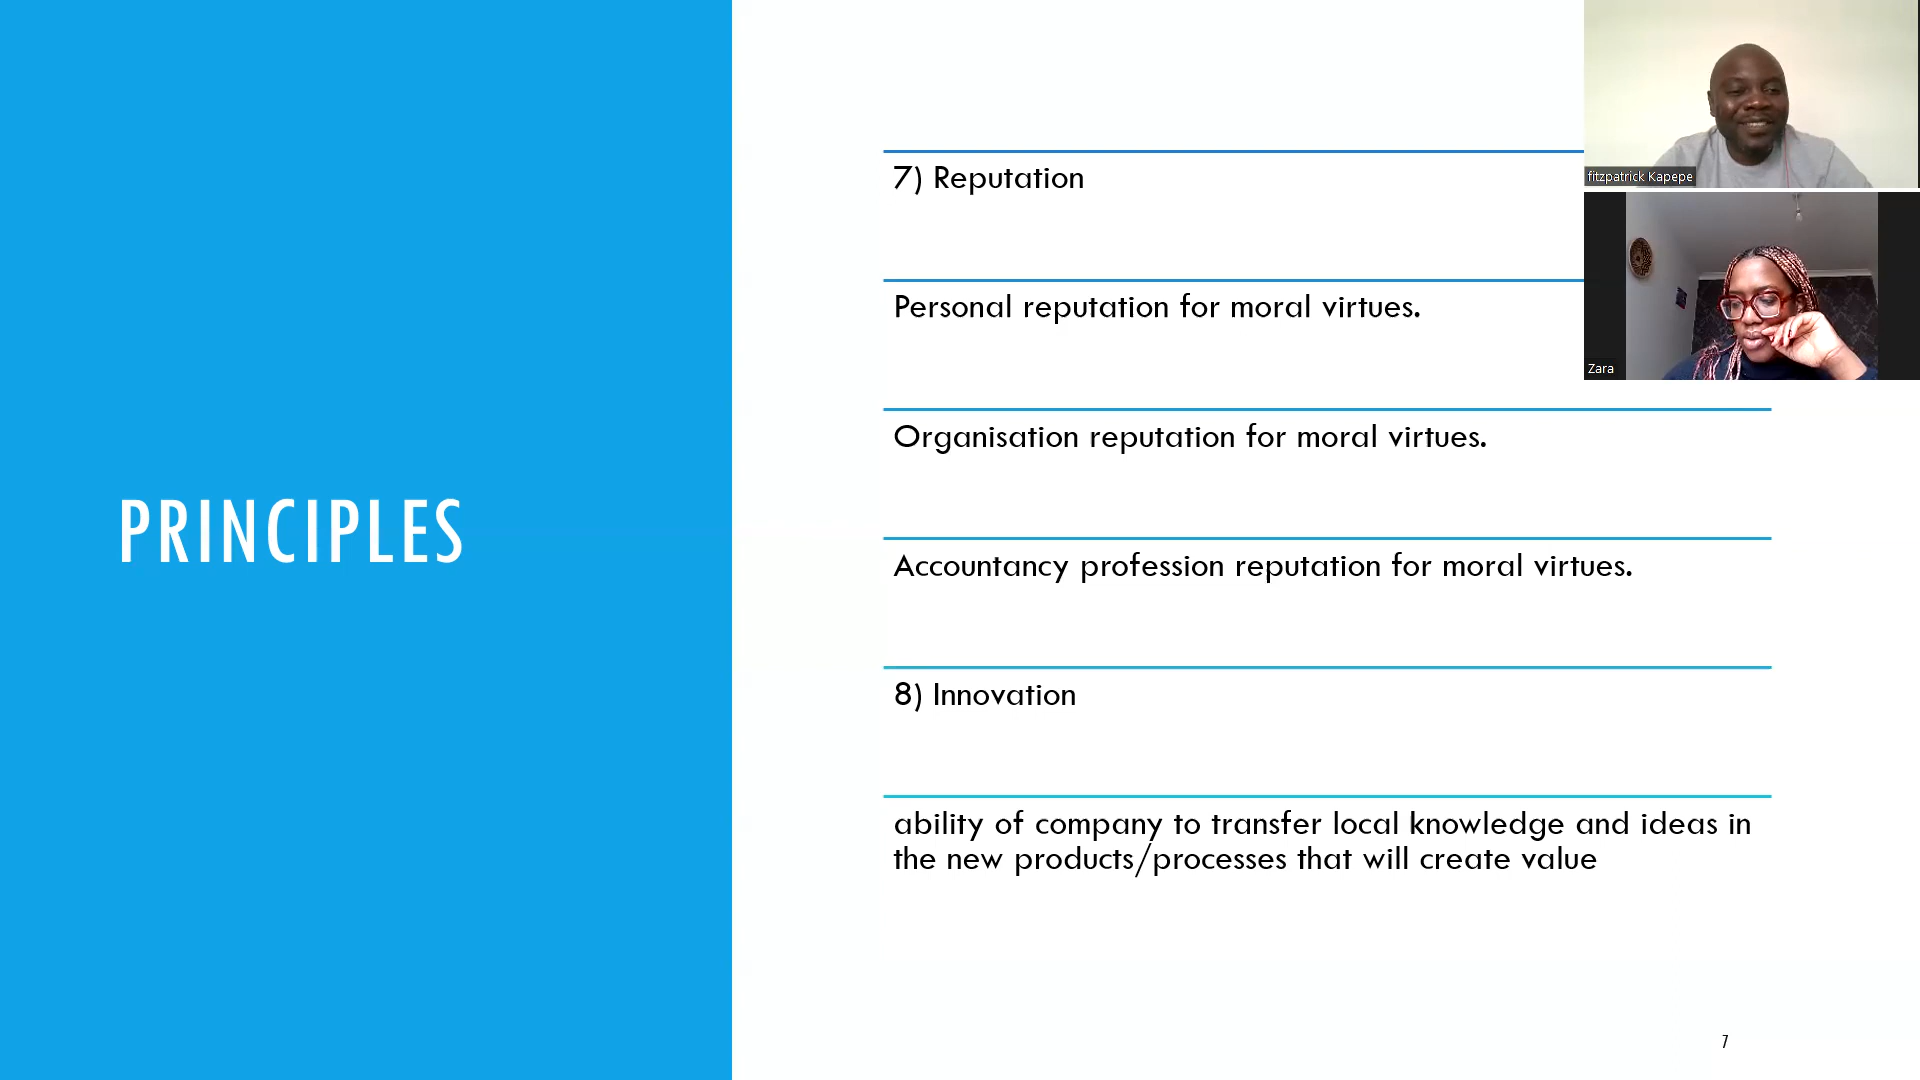 PRINCIPLES
7) Reputation
Personal reputation for moral virtues.
Organisation reputation for moral virtues.
Accountancy profession reputation for moral virtues.
8) Innovation
ability of company to transfer local knowledge and ideas in
the new products/processes that will create value
7
fitzpatrick Kapepe
Zara